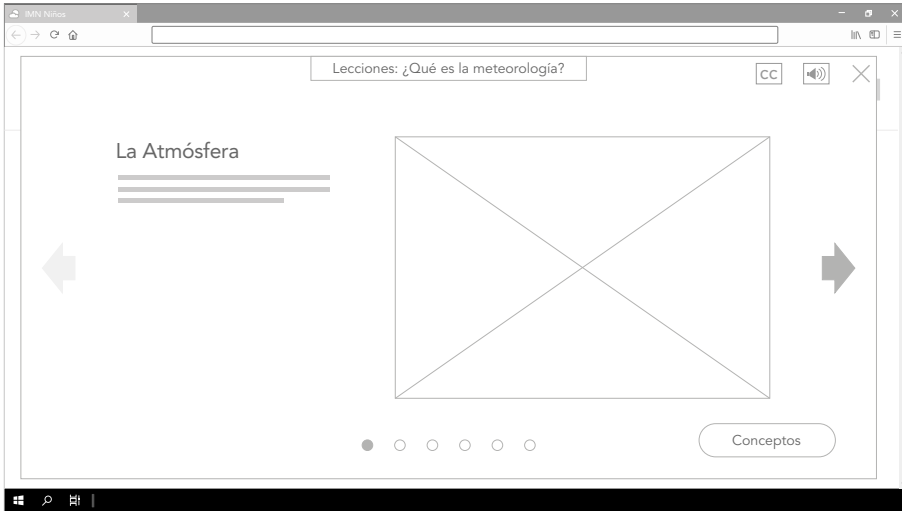 IMN Niños
Lecciones: ¿Qué es la meteorología?
CC
La Atmósfera
Conceptos